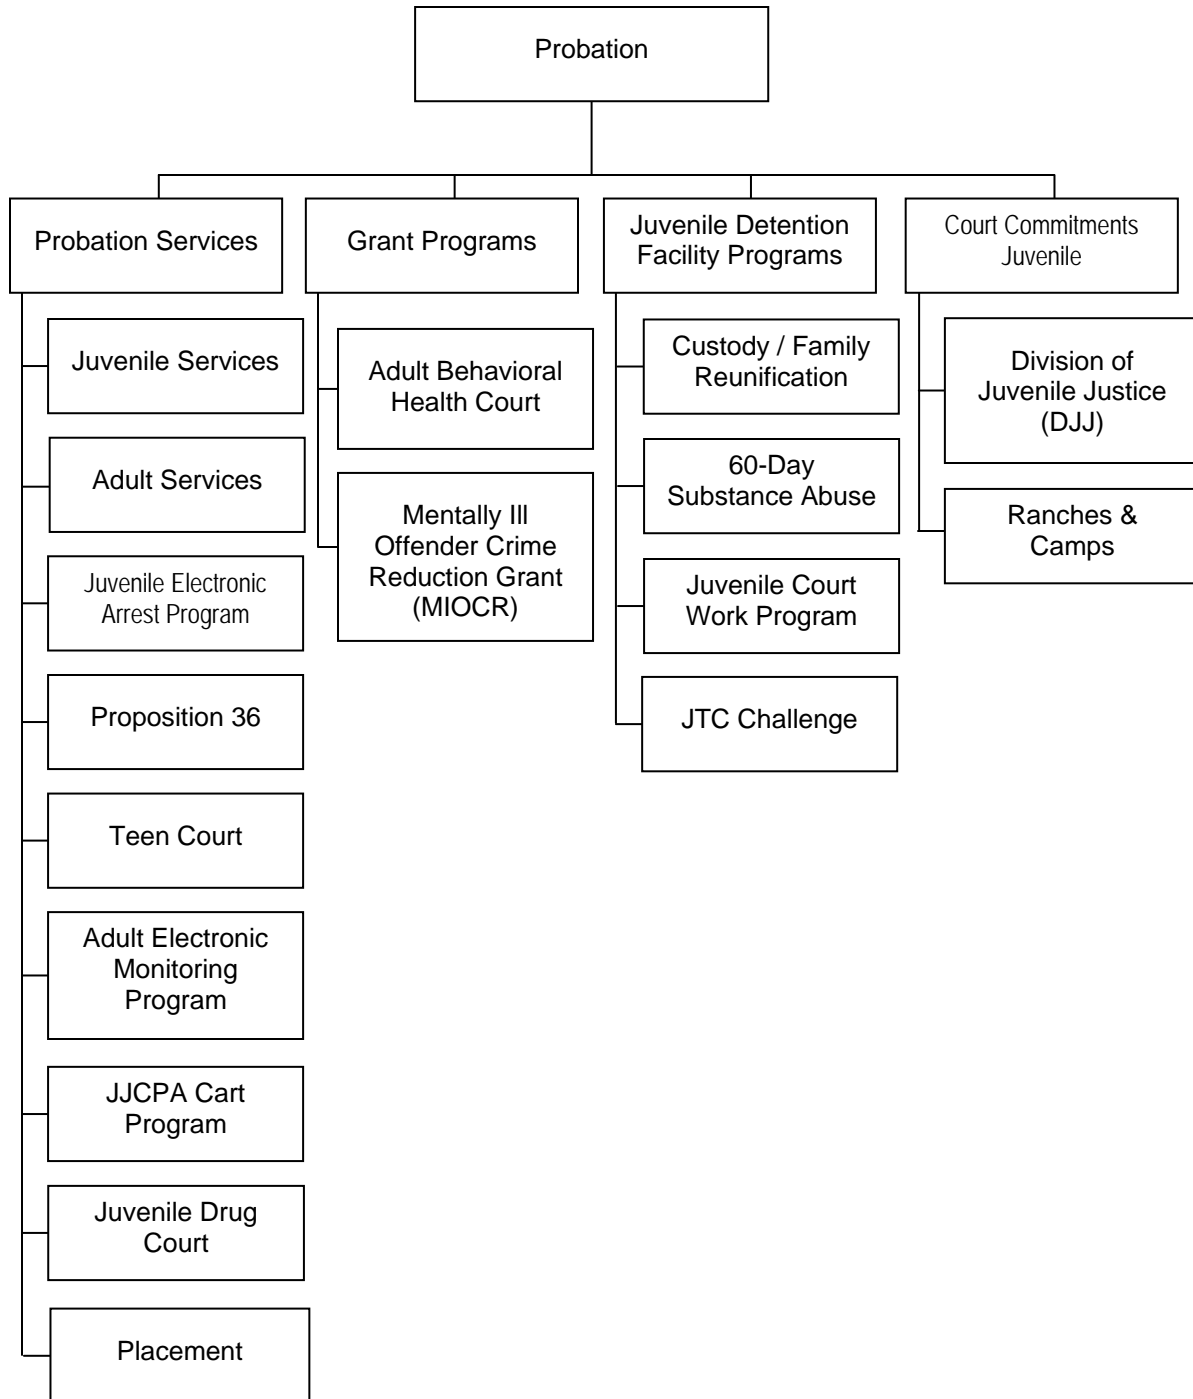 Probation
Probation Services
Juvenile Services
Adult Services
Juvenile Electronic
Arrest Program
Proposition 36
Teen Court
Adult Electronic
Monitoring
Program
JJCPA Cart
Program
Juvenile Drug
Court
Placement
Grant Programs
Adult Behavioral
Health Court
Mentally Ill
Offender Crime
Reduction Grant
(MIOCR)
Juvenile Detention
Facility Programs
Custody / Family
Reunification
60-Day
Substance Abuse
Juvenile Court
Work Program
JTC Challenge
Court Commitments
Juvenile
Division of
Juvenile Justice
(DJJ)
Ranches &
Camps